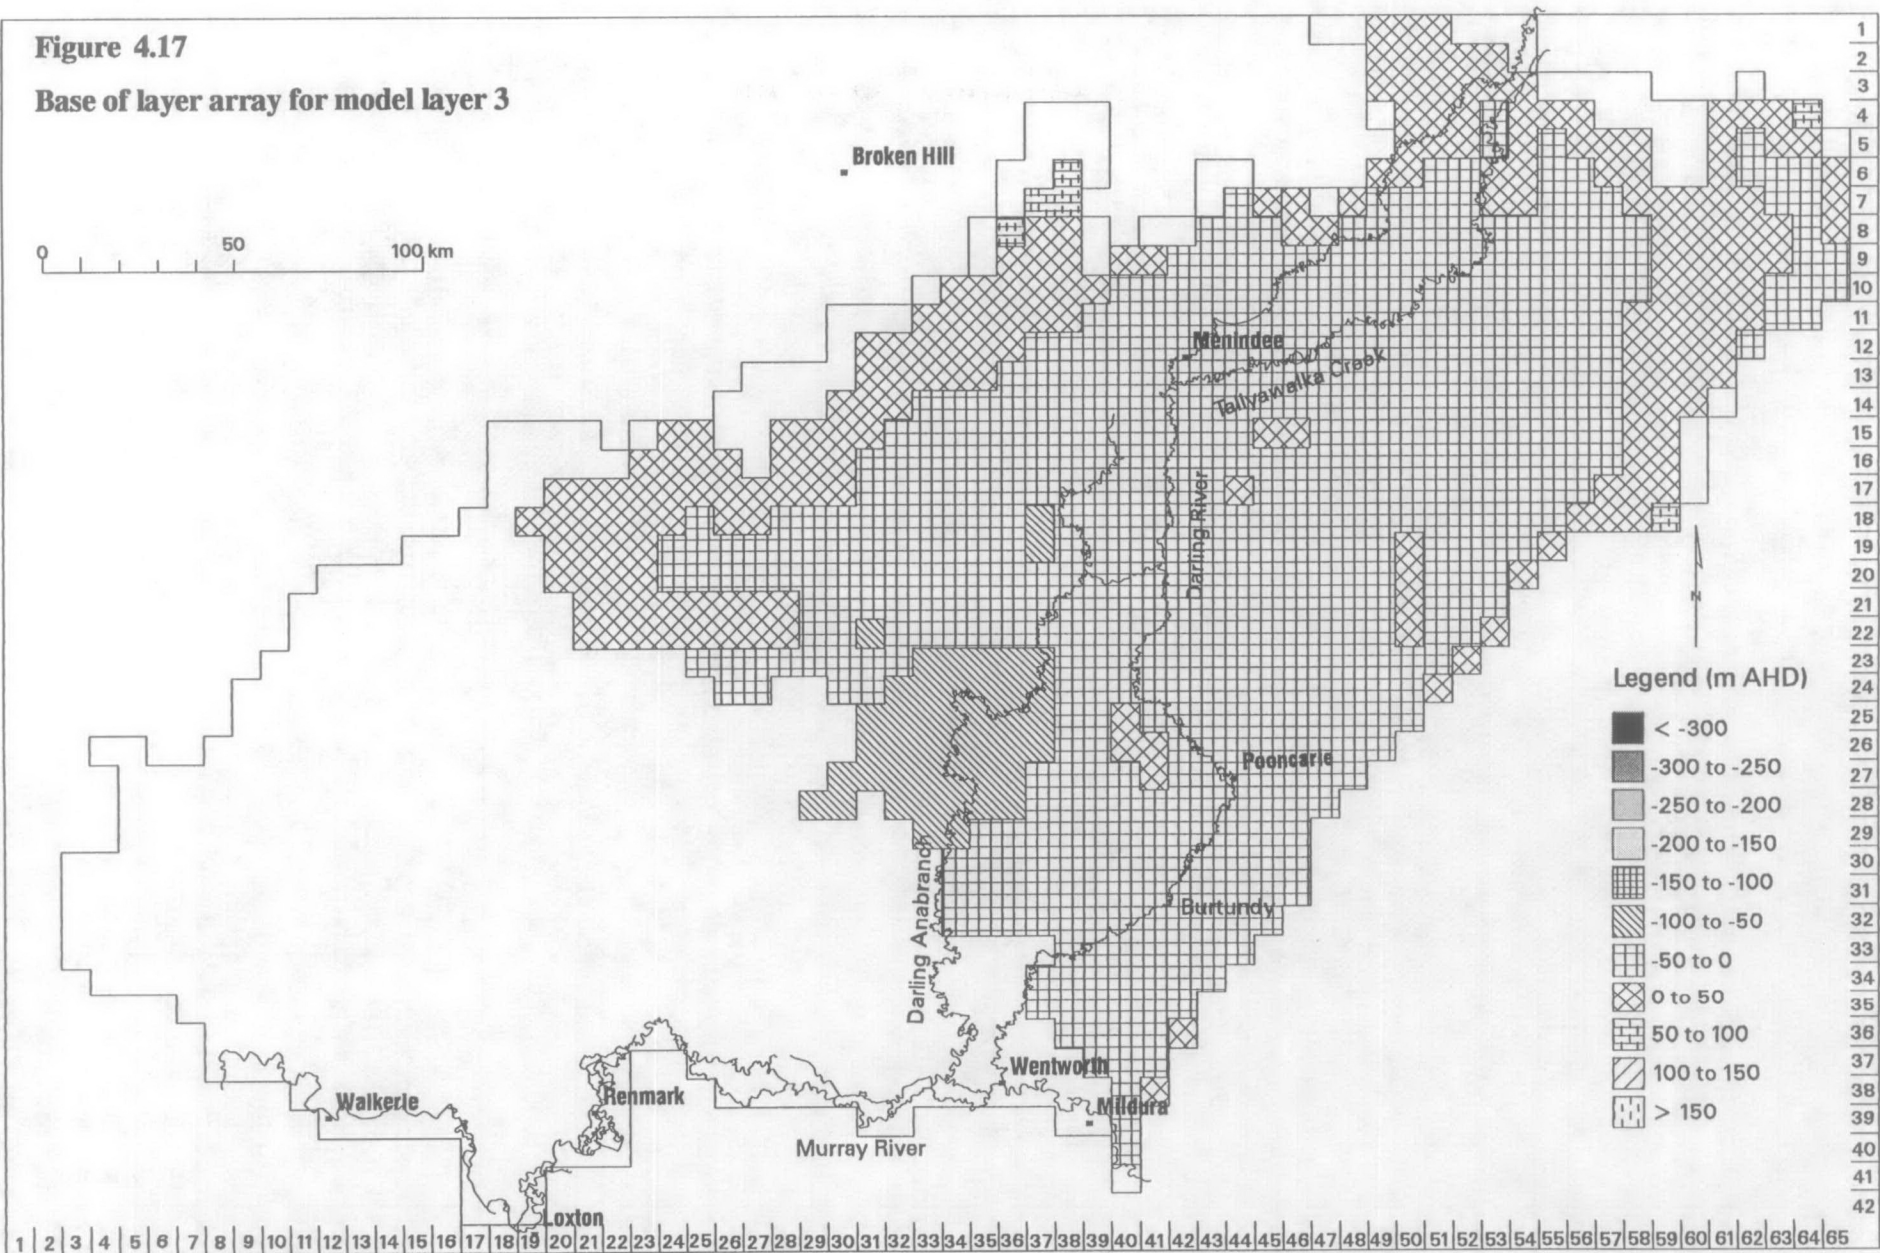 Figure 4.17
Base of layer array for model layer 3
Broken Hill
0 50 100 km
Menindee
Tallyawalka Creek
Darling River
Pooncarie
Darling Anabranch
Burtundy
Wentworth
Mildura
Renmark
Walkerie
Murray River
Loxton
N
Legend (m AHD)
< -300
-300 to -250
-250 to -200
-200 to -150
-150 to -100
-100 to -50
-50 to 0
0 to 50
50 to 100
100 to 150
> 150
1
2
3
4
5
6
7
8
9
10
11
12
13
14
15
16
17
18
19
20
21
22
23
24
25
26
27
28
29
30
31
32
33
34
35
36
37
38
39
40
41
42
1 2 3 4 5 6 7 8 9 10 11 12 13 14 15 16 17 18 19 20 21 22 23 24 25 26 27 28 29 30 31 32 33 34 35 36 37 38 39 40 41 42 43 44 45 46 47 48 49 50 51 52 53 54 55 56 57 58 59 60 61 62 63 64 65